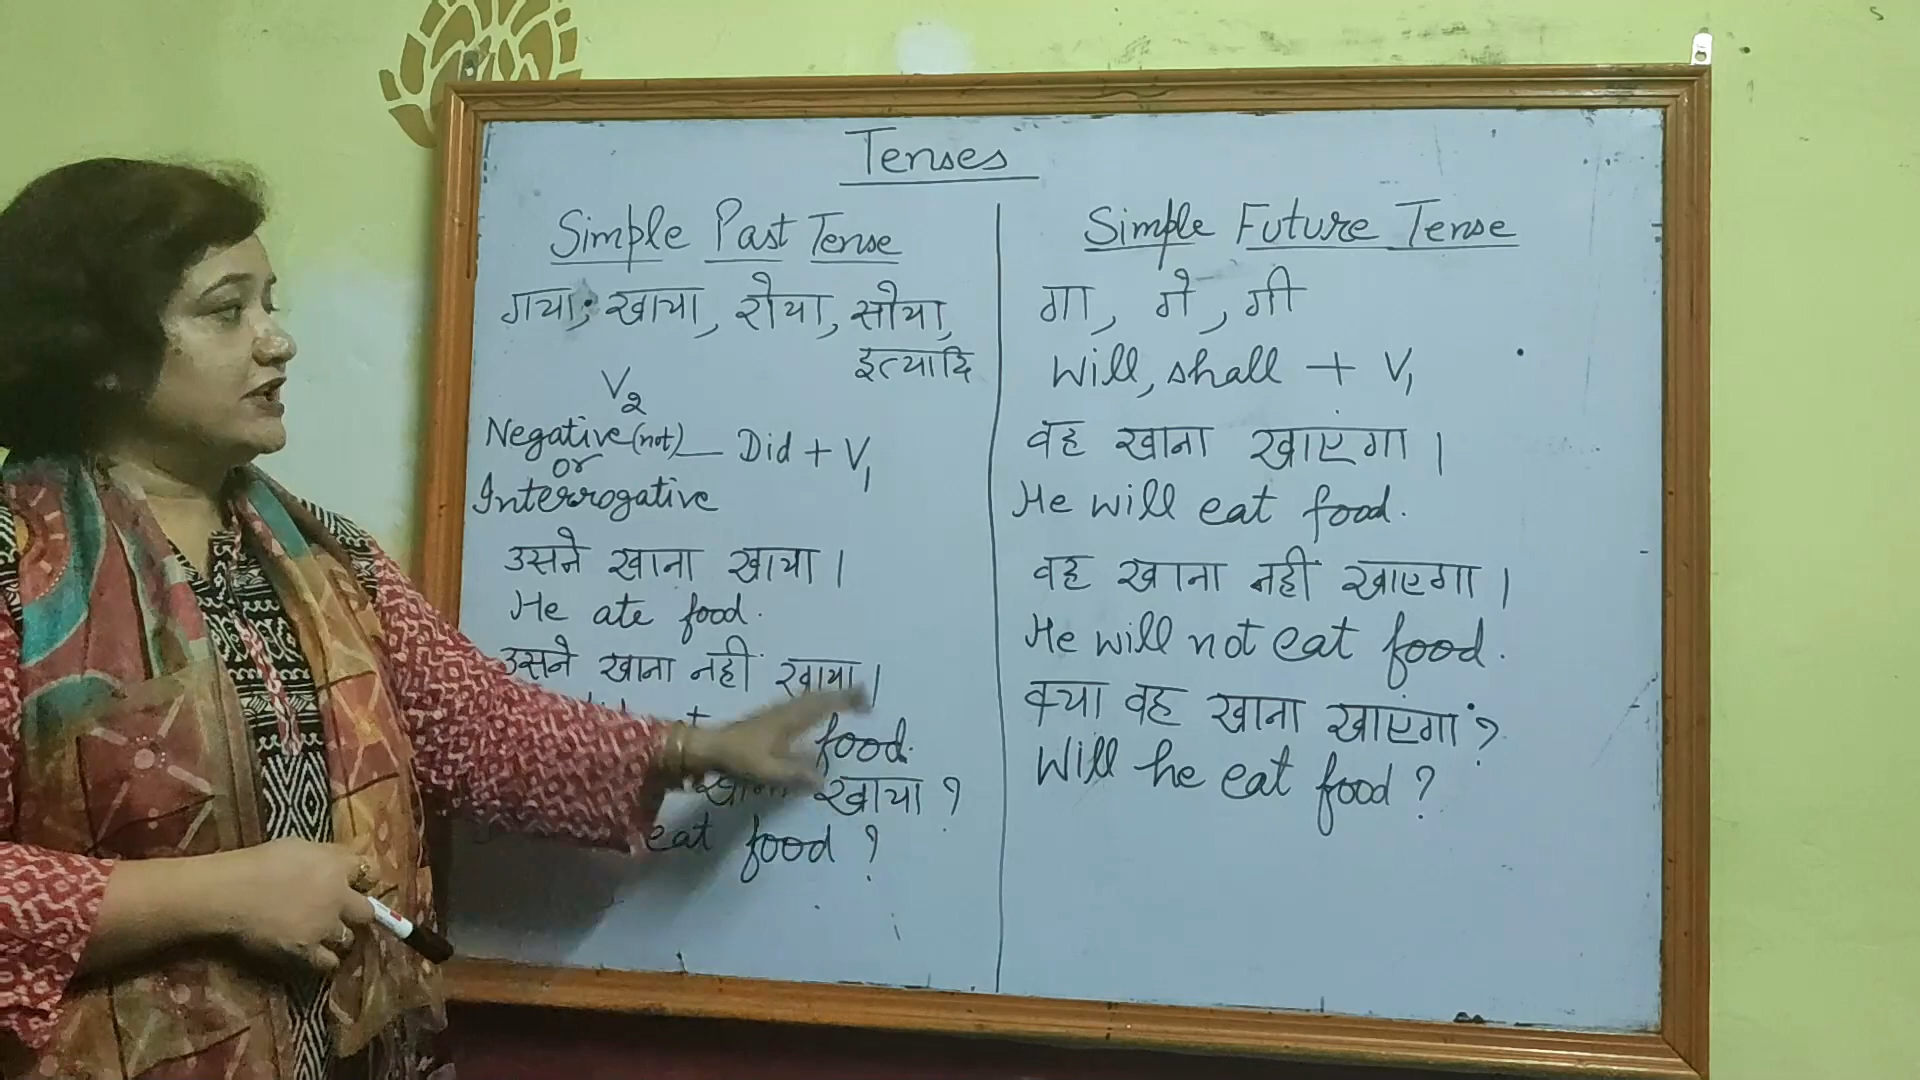 Tenses
Simple Past Tense
गया, खाया, रोया, सोया,
इत्यादि
V2
Negative (not) — Did + V1
or
Interrogative
उसने खाना खाया।
He ate food.
उसने खाना नहीं खाया।
food.
खाना खाया?
eat food?
Simple Future Tense
गा, गे, गी
Will, shall + V1
वह खाना खाएंगा।
He will eat food.
वह खाना नहीं खाएगा।
He will not eat food.
क्या वह खाना खाएंगा?
Will he eat food?